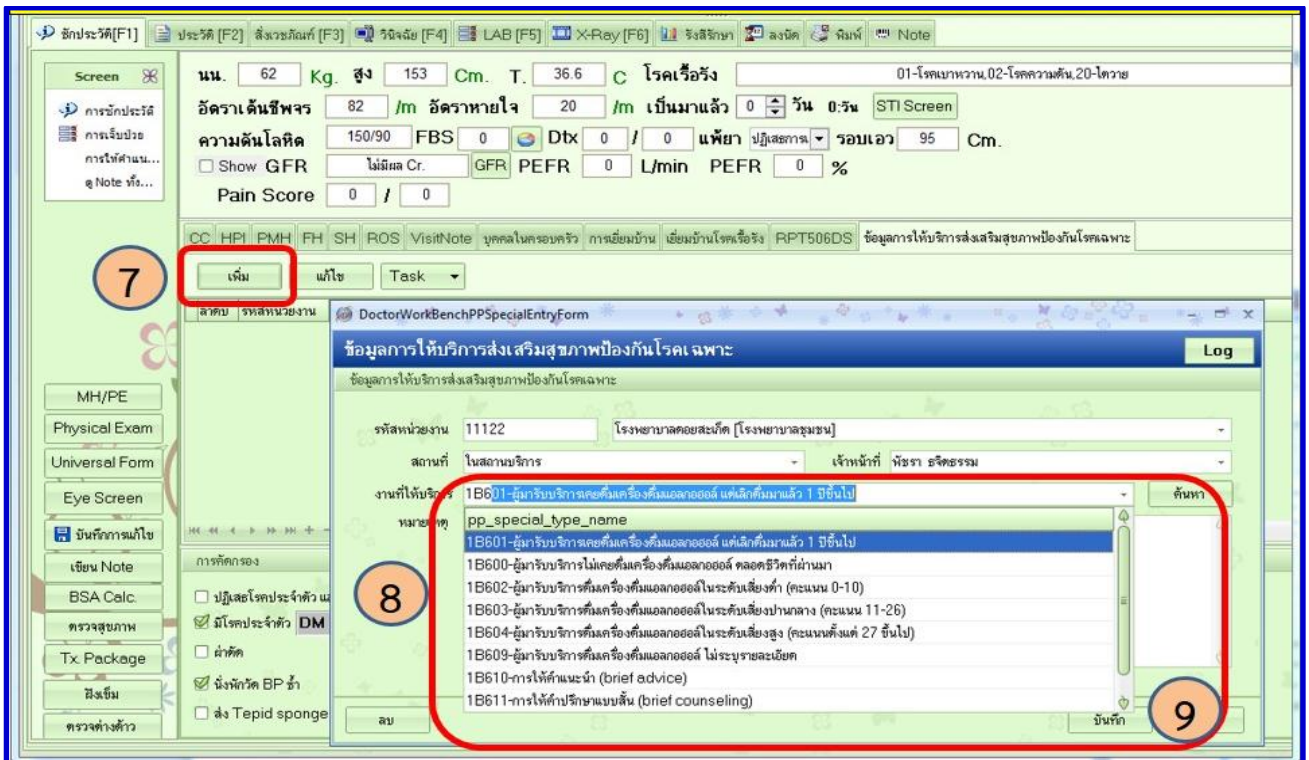 ซักประวัติ[F1] ประวัติ [F2] สั่งเวชภัณฑ์ [F3] วินิจฉัย [F4] LAB [F5] X-Ray [F6] รังสีรักษา ลงนัด พิมพ์ Note
Screen
การซักประวัติ
การเจ็บป่วย
การให้คำแน...
ดู Note ทั้ง...
นน. 62 Kg. สูง 153 Cm. T. 36.6 C โรคเรื้อรัง 01-โรคเบาหวาน,02-โรคความดัน,20-ไตวาย
อัตราเต้นชีพจร 82 /m อัตราหายใจ 20 /m เป็นมาแล้ว 0 วัน 0:วัน STI Screen
ความดันโลหิต 150/90 FBS 0 Dtx 0 / 0 แพ้ยา ปฏิเสธการแ รอบเอว 95 Cm.
Show GFR ไม่มีผล Cr. GFR PEFR 0 L/min PEFR 0 %
Pain Score 0 / 0
CC HPI PMH FH SH ROS VisitNote บุคคลในครอบครัว การเยี่ยมบ้าน เยี่ยมบ้านโรคเรื้อรัง RPT506DS ข้อมูลการให้บริการส่งเสริมสุขภาพป้องกันโรคเฉพาะ
7
เพิ่ม แก้ไข Task
ลำดับ รหัสหน่วยงาน
DoctorWorkBenchPPSpecialEntryForm
ข้อมูลการให้บริการส่งเสริมสุขภาพป้องกันโรคเฉพาะ Log
ข้อมูลการให้บริการส่งเสริมสุขภาพป้องกันโรคเฉพาะ
รหัสหน่วยงาน 11122 โรงพยาบาลดอยสะเก็ด [โรงพยาบาลชุมชน]
สถานที่ ในสถานบริการ เจ้าหน้าที่ พัชรา ธจิตธรรม
งานที่ให้บริการ 1B601-ผู้มารับบริการเคยดื่มเครื่องดื่มแอลกอฮอล์ แต่เลิกดื่มมาแล้ว 1 ปีขึ้นไป ค้นหา
หมายเหตุ
pp_special_type_name
1B601-ผู้มารับบริการเคยดื่มเครื่องดื่มแอลกอฮอล์ แต่เลิกดื่มมาแล้ว 1 ปีขึ้นไป
1B600-ผู้มารับบริการไม่เคยดื่มเครื่องดื่มแอลกอฮอล์ ตลอดชีวิตที่ผ่านมา
1B602-ผู้มารับบริการดื่มเครื่องดื่มแอลกอฮอล์ในระดับเสี่ยงต่ำ (คะแนน 0-10)
1B603-ผู้มารับบริการดื่มเครื่องดื่มแอลกอฮอล์ในระดับเสี่ยงปานกลาง (คะแนน 11-26)
1B604-ผู้มารับบริการดื่มเครื่องดื่มแอลกอฮอล์ในระดับเสี่ยงสูง (คะแนนตั้งแต่ 27 ขึ้นไป)
1B609-ผู้มารับบริการดื่มเครื่องดื่มแอลกอฮอล์ ไม่ระบุรายละเอียด
1B610-การให้คำแนะนำ (brief advice)
1B611-การให้คำปรึกษาแบบสั้น (brief counseling)
8
9
ลบ บันทึก
MH/PE
Physical Exam
Universal Form
Eye Screen
บันทึกการแก้ไข
เขียน Note
BSA Calc.
ตรวจสุขภาพ
Tx. Package
ฝังเข็ม
ตรวจต่างด้าว
การคัดกรอง
ปฏิเสธโรคประจำตัว แล
มีโรคประจำตัว DM
ผ่าตัด
นั่งพักวัด BP ซ้ำ
ส่ง Tepid sponge